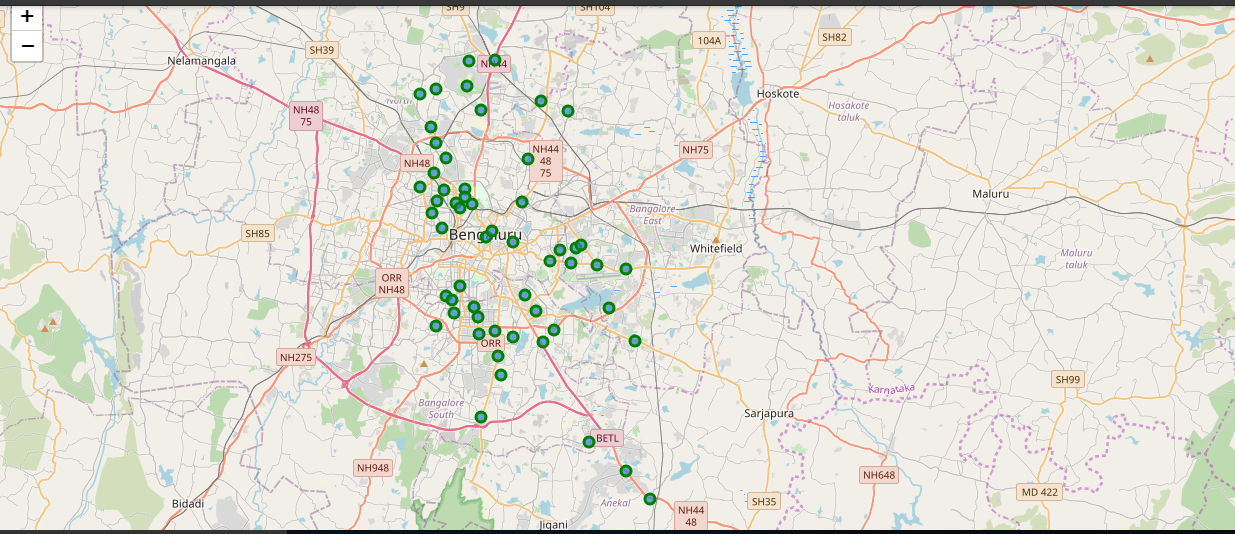 +
−
SH9
SH104
SH39
104A
SH82
Nelamangala
NH44
Hoskote
North
NH48
75
Hosakote
taluk
NH48
NH44
48
75
NH75
Maluru
Bangalore
East
SH85
Bengaluru
Whitefield
Maluru
taluk
ORR
NH48
ORR
NH275
SH99
Karnataka
Bangalore
South
Sarjapura
BETL
NH948
NH648
MD 422
Bidadi
Anekal
SH35
NH44
48
Jigani